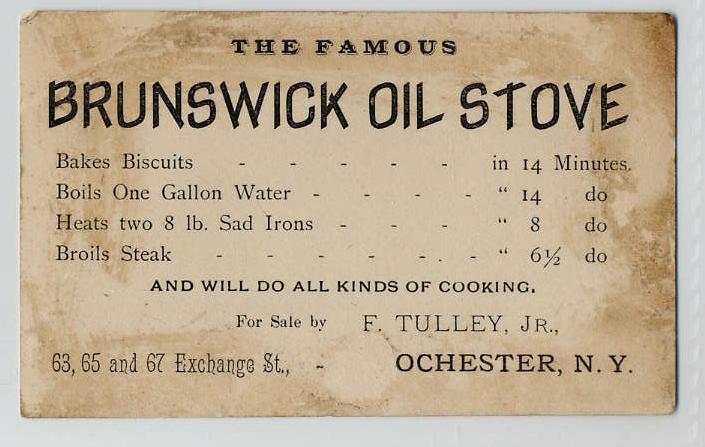 THE FAMOUS
BRUNSWICK OIL STOVE
Bakes Biscuits - - - - - in 14 Minutes.
Boils One Gallon Water - - - - " 14 do
Heats two 8 lb. Sad Irons - - - " 8 do
Broils Steak - - - - - - - " 6½ do
AND WILL DO ALL KINDS OF COOKING.
For Sale by F. TULLEY, JR.,
63, 65 and 67 Exchange St., - OCHESTER, N. Y.